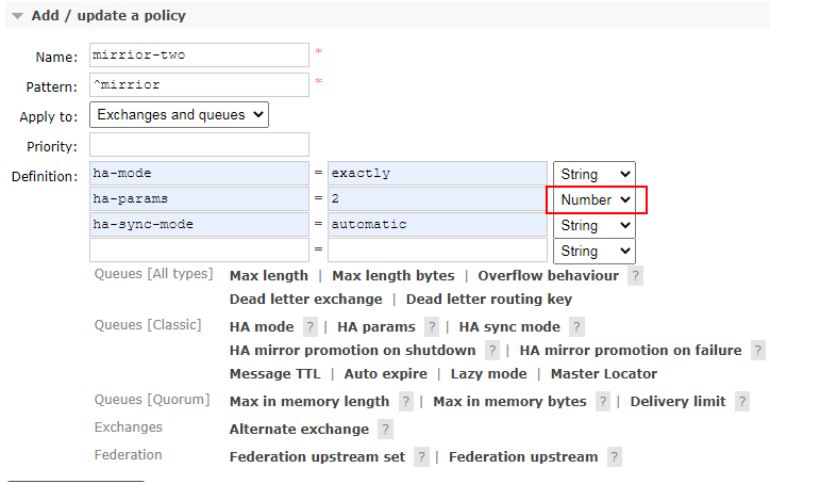 Add / update a policy
Name: mirrior-two *
Pattern: ^mirrior *
Apply to: Exchanges and queues
Priority:
Definition: ha-mode = exactly String
ha-params = 2 Number
ha-sync-mode = automatic String
= String
Queues [All types] Max length | Max length bytes | Overflow behaviour ?
Dead letter exchange | Dead letter routing key
Queues [Classic] HA mode ? | HA params ? | HA sync mode ?
HA mirror promotion on shutdown ? | HA mirror promotion on failure ?
Message TTL | Auto expire | Lazy mode | Master Locator
Queues [Quorum] Max in memory length ? | Max in memory bytes ? | Delivery limit ?
Exchanges Alternate exchange ?
Federation Federation upstream set ? | Federation upstream ?